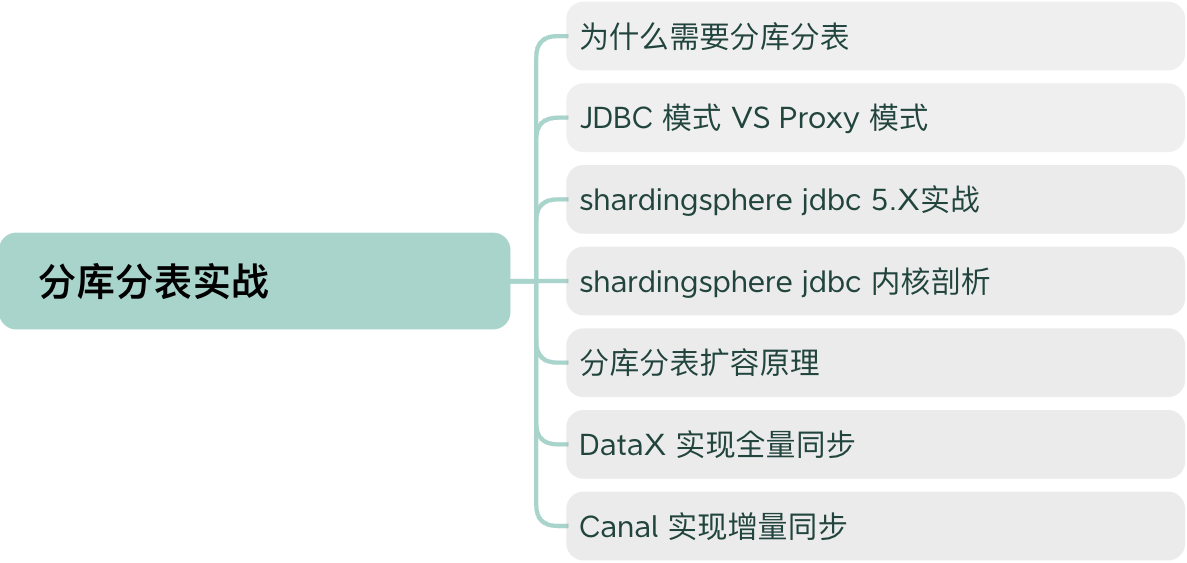 为什么需要分库分表
JDBC 模式 VS Proxy 模式
shardingsphere jdbc 5.X实战
分库分表实战
shardingsphere jdbc 内核剖析
分库分表扩容原理
DataX 实现全量同步
Canal 实现增量同步